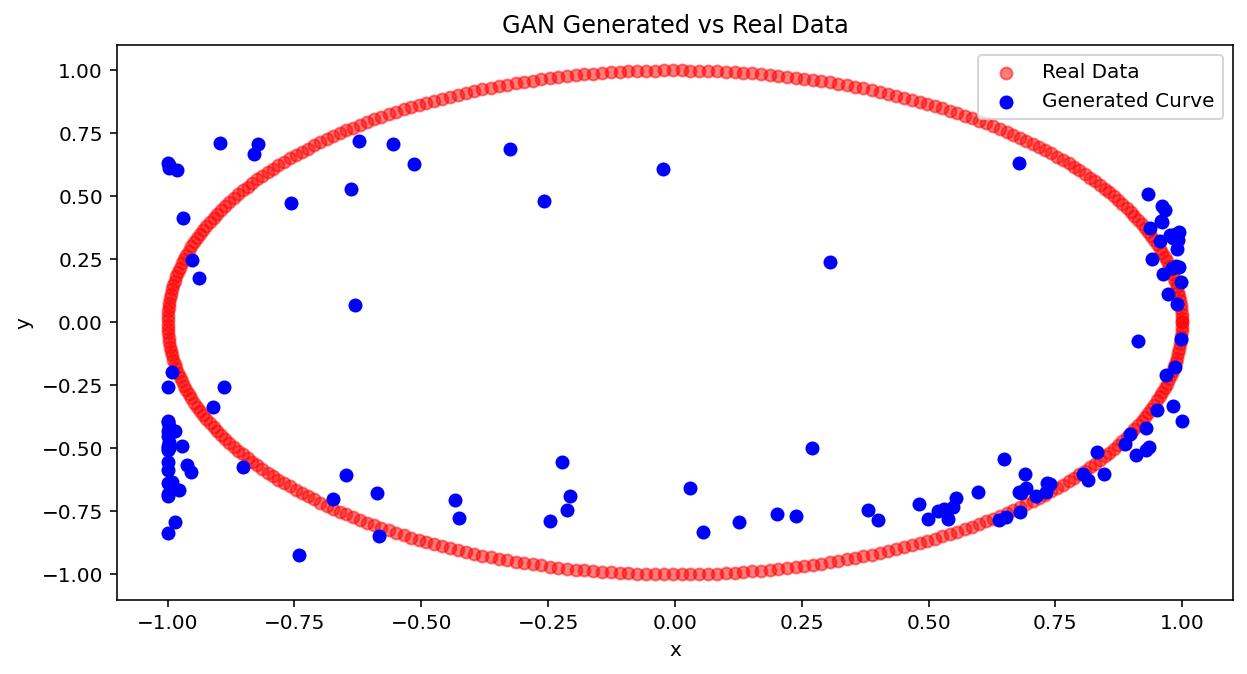 GAN Generated vs Real Data
Real Data
Generated Curve
1.00
0.75
0.50
0.25
0.00
−0.25
−0.50
−0.75
−1.00
y
−1.00 −0.75 −0.50 −0.25 0.00 0.25 0.50 0.75 1.00
x